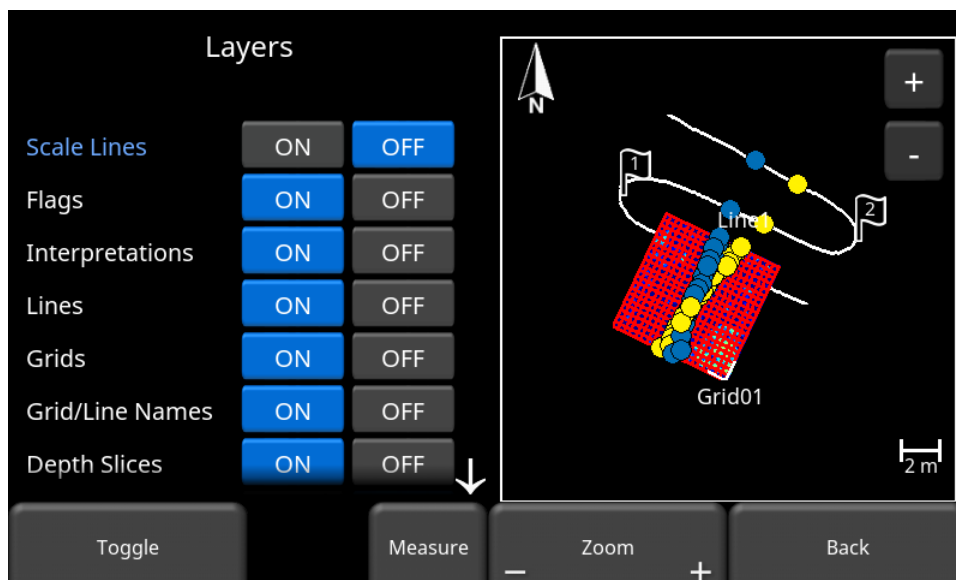 Layers
Scale Lines ON OFF
Flags ON OFF
Interpretations ON OFF
Lines ON OFF
Grids ON OFF
Grid/Line Names ON OFF
Depth Slices ON OFF
N
+
-
1
2
Line1
Grid01
2 m
Toggle
Measure
− Zoom +
Back